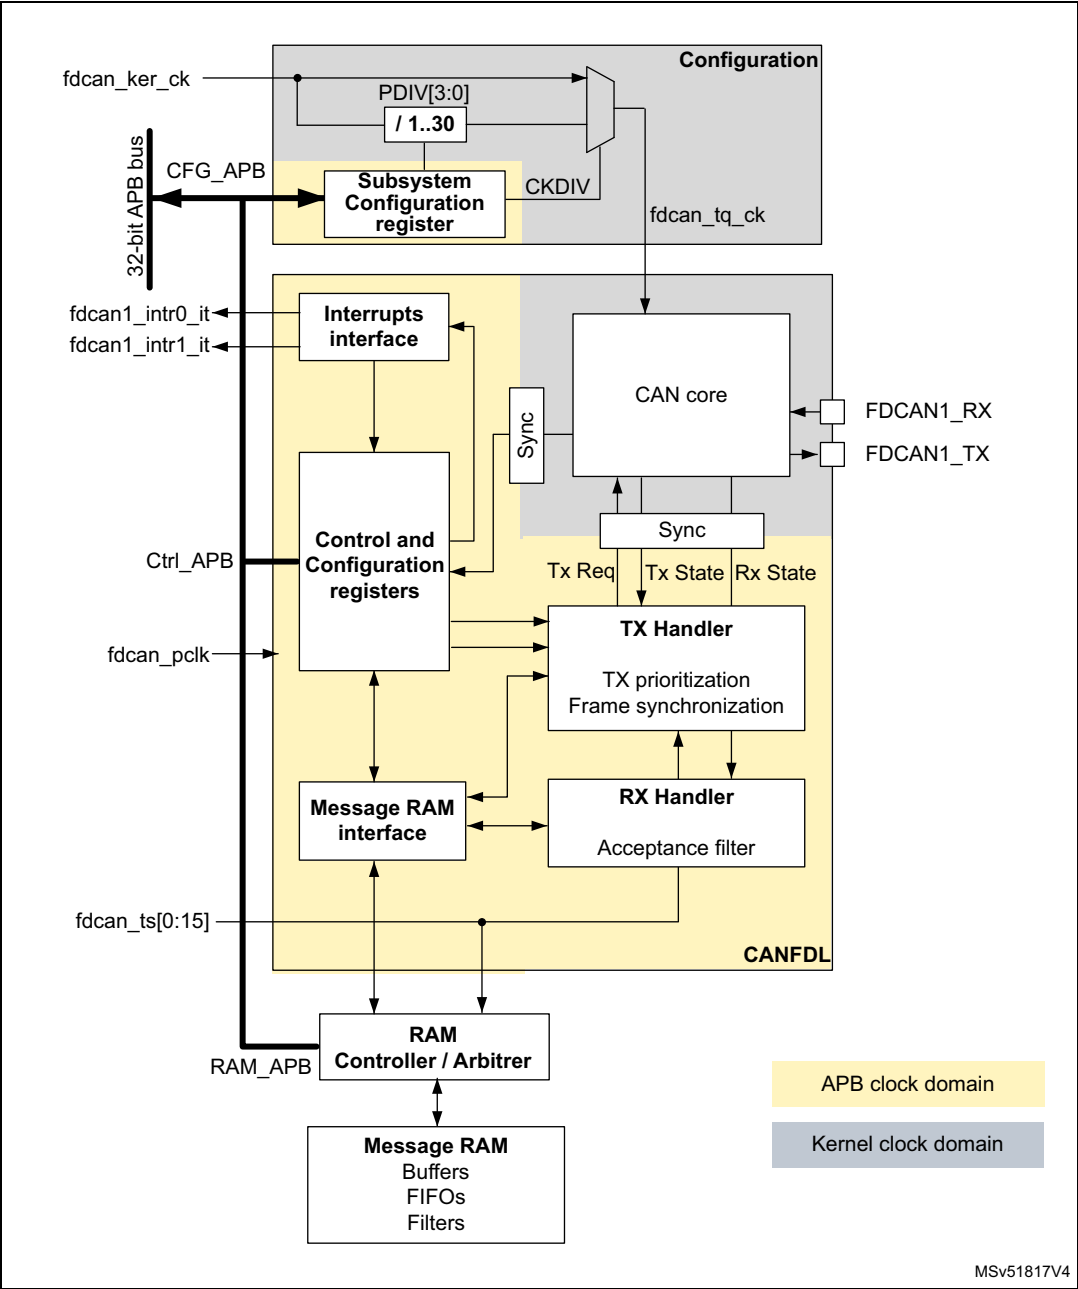 Configuration
fdcan_ker_ck
PDIV[3:0]
/ 1..30
32-bit APB bus
CFG_APB
Subsystem
Configuration
register
CKDIV
fdcan_tq_ck
fdcan1_intr0_it
fdcan1_intr1_it
Interrupts
interface
CAN core
Sync
FDCAN1_RX
FDCAN1_TX
Sync
Control and
Configuration
registers
Ctrl_APB
Tx Req
Tx State
Rx State
fdcan_pclk
TX Handler
TX prioritization
Frame synchronization
Message RAM
interface
RX Handler
Acceptance filter
fdcan_ts[0:15]
CANFDL
RAM
Controller / Arbitrer
RAM_APB
Message RAM
Buffers
FIFOs
Filters
APB clock domain
Kernel clock domain
MSv51817V4